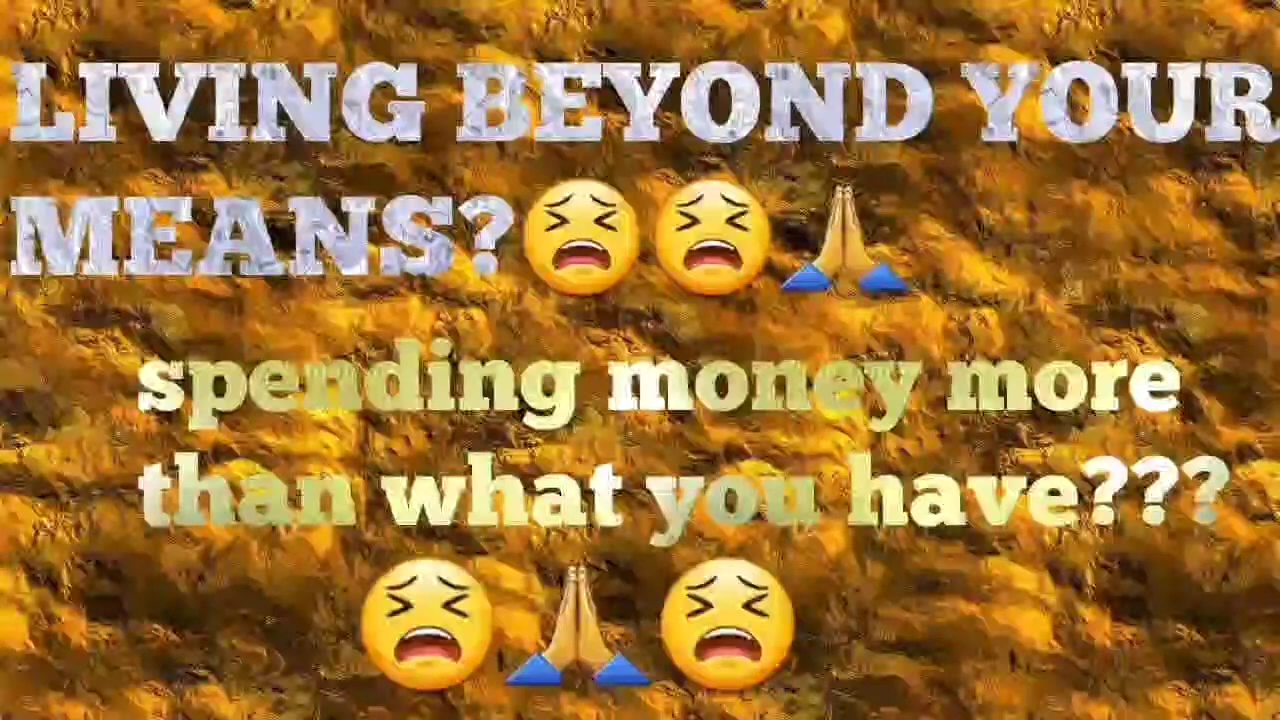 LIVING BEYOND YOUR
MEANS?😫😫🙏
spending money more
than what you have???
😫🙏😫